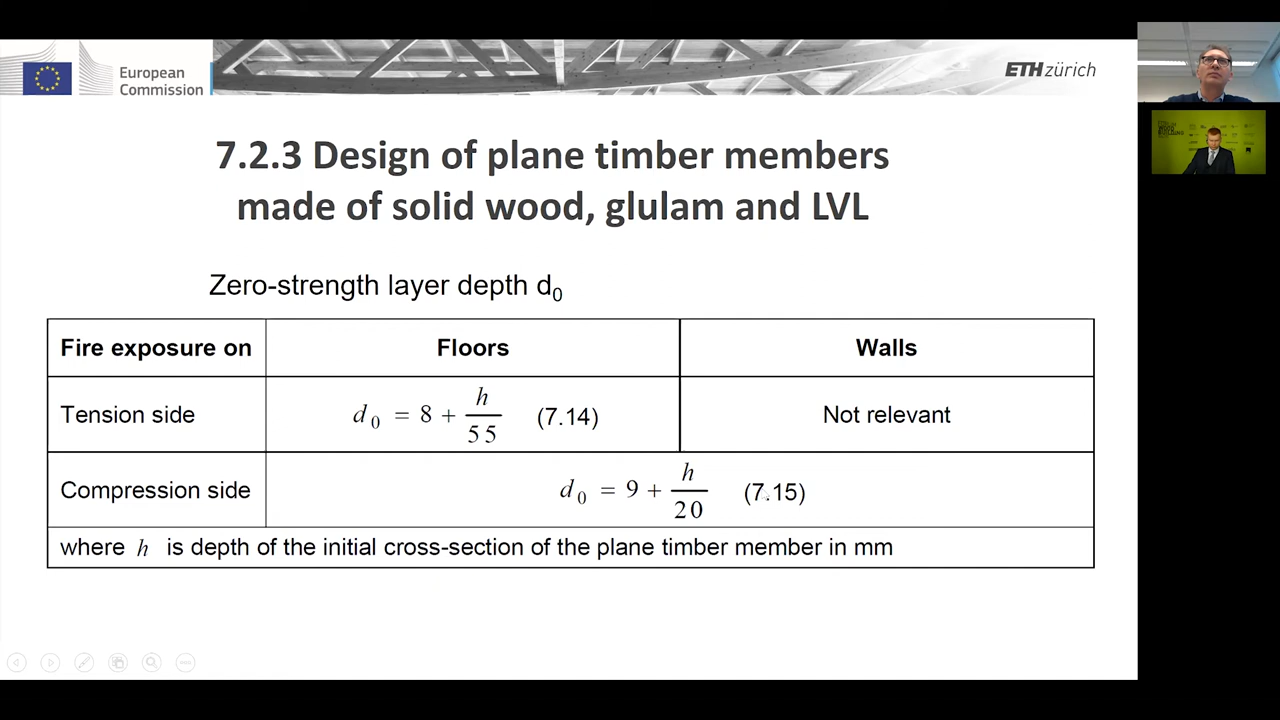 European
Commission
ETH zürich
7.2.3 Design of plane timber members
made of solid wood, glulam and LVL
Zero-strength layer depth d₀
Fire exposure on
Floors
Walls
Tension side
d₀ = 8 + h/55 (7.14)
Not relevant
Compression side
d₀ = 9 + h/20 (7.15)
where h is depth of the initial cross-section of the plane timber member in mm